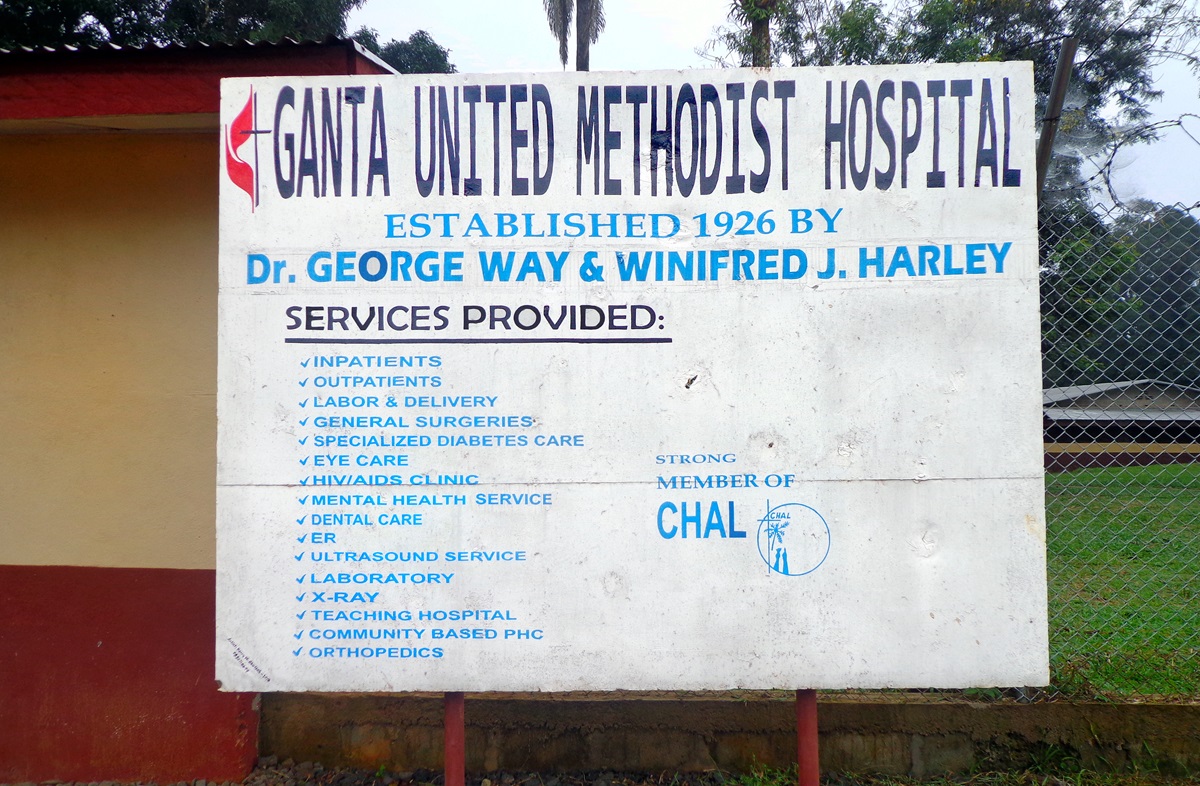 GANTA UNITED METHODIST HOSPITAL
ESTABLISHED 1926 BY
Dr. GEORGE WAY & WINIFRED J. HARLEY
SERVICES PROVIDED:
✓INPATIENTS
✓OUTPATIENTS
✓LABOR & DELIVERY
✓GENERAL SURGERIES
✓SPECIALIZED DIABETES CARE
✓EYE CARE
✓HIV/AIDS CLINIC
✓MENTAL HEALTH SERVICE
✓DENTAL CARE
✓ER
✓ULTRASOUND SERVICE
✓LABORATORY
✓X-RAY
✓TEACHING HOSPITAL
✓COMMUNITY BASED PHC
✓ORTHOPEDICS
STRONG
MEMBER OF
CHAL
CHAL